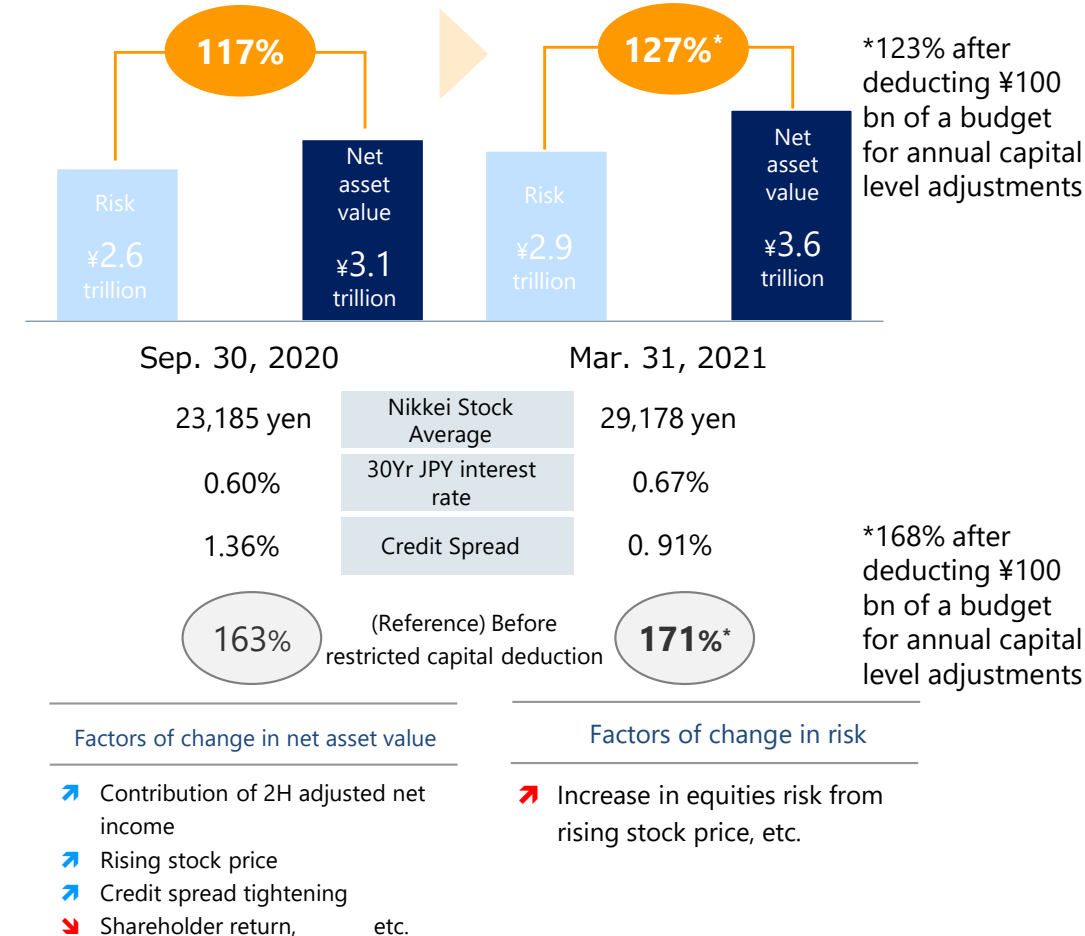 117%
127%*
*123% after
deducting ¥100
bn of a budget
for annual capital
level adjustments
Risk
¥2.6
trillion
Net
asset
value
¥3.1
trillion
Risk
¥2.9
trillion
Net
asset
value
¥3.6
trillion
Sep. 30, 2020
Mar. 31, 2021
23,185 yen
Nikkei Stock
Average
29,178 yen
0.60%
30Yr JPY interest
rate
0.67%
1.36%
Credit Spread
0. 91%
163%
(Reference) Before
restricted capital deduction
171%*
*168% after
deducting ¥100
bn of a budget
for annual capital
level adjustments
Factors of change in net asset value
Contribution of 2H adjusted net
income
Rising stock price
Credit spread tightening
Shareholder return, etc.
Factors of change in risk
Increase in equities risk from
rising stock price, etc.